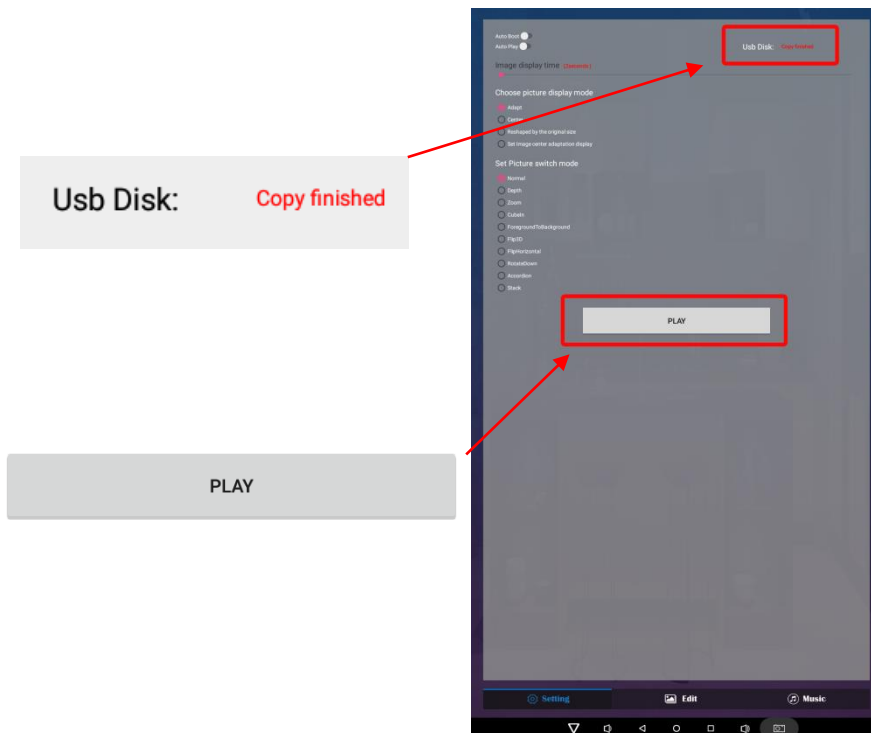 Usb Disk: Copy finished
PLAY
Auto Boot
Auto Play
Usb Disk: Copy finished
Image display time
Choose picture display mode
Adapt
Center
Reshaped by the original size
Set image center adaptation display
Set Picture switch mode
Normal
Depth
Zoom
CubeIn
ForegroundToBackground
Flip3D
FlipHorizontal
RotateDown
Accordion
Stack
PLAY
Setting Edit Music